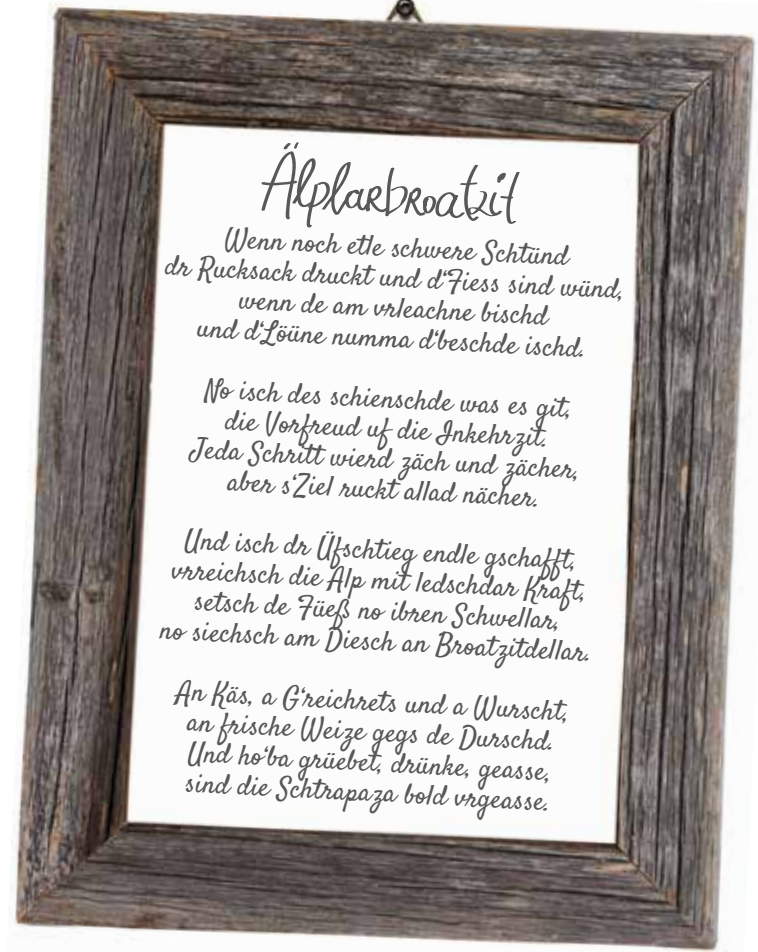 Älplarbroatzit
Wenn noch etle schwere Schtünd
dr Rucksack druckt und d'Fiess sind wünd,
wenn de am vrleachne bischd
und d'Löüne numma d'beschde ischd.
No isch des schienschde was es git,
die Vorfreud uf die Inkehrzit.
Jeda Schritt wierd zäch und zächer,
aber s'Ziel ruckt allad nächer.
Und isch dr Üfschtieg endle gschafft,
vrreichsch die Alp mit ledschdar Kraft,
setsch de Füeß no ibren Schwellar,
no siechsch am Diesch an Broatzitdellar.
An Käs, a G'reichrets und a Wurscht,
an frische Weize gegs de Durschd.
Und ho'ba grüebet, drünke, geasse,
sind die Schtrapaza bold vrgeasse.